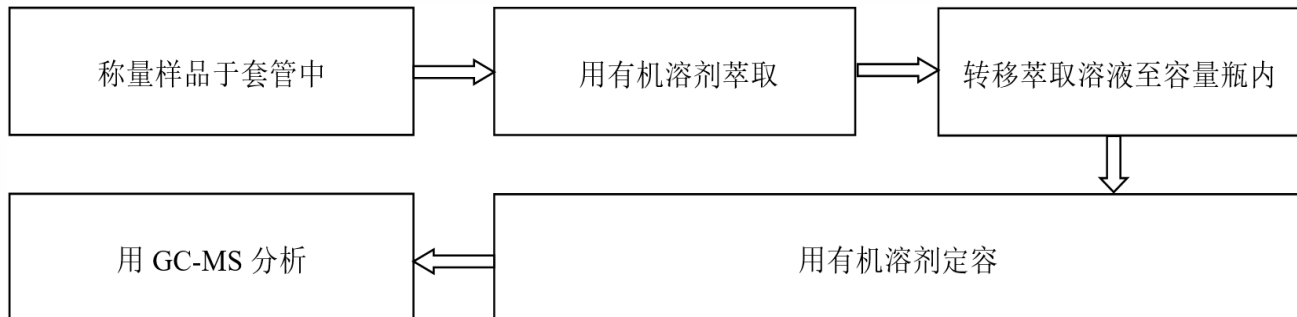 称量样品于套管中
用有机溶剂萃取
转移萃取溶液至容量瓶内
用有机溶剂定容
用 GC-MS 分析